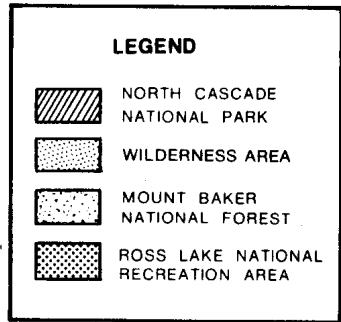 LEGEND
NORTH CASCADE
NATIONAL PARK
WILDERNESS AREA
MOUNT BAKER
NATIONAL FOREST
ROSS LAKE NATIONAL
RECREATION AREA